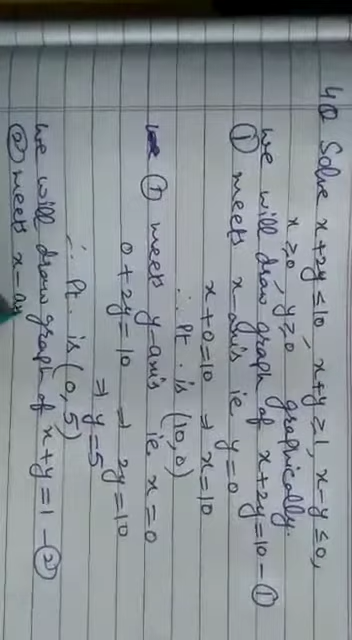 4Q Solve x+2y≤10, x+y≥1, x-y≤0,
x≥0, y≥0 graphically.
we will draw graph of x+2y=10-①
① meets x-axis ie y=0
x+0=10 ⇒ x=10
∴ Pt. is (10,0)
① meets y-axis ie x=0
0+2y=10 ⇒ 2y=10
⇒ y=5
∴ Pt. is (0,5)
we will draw graph of x+y=1-②
② meets x-ax